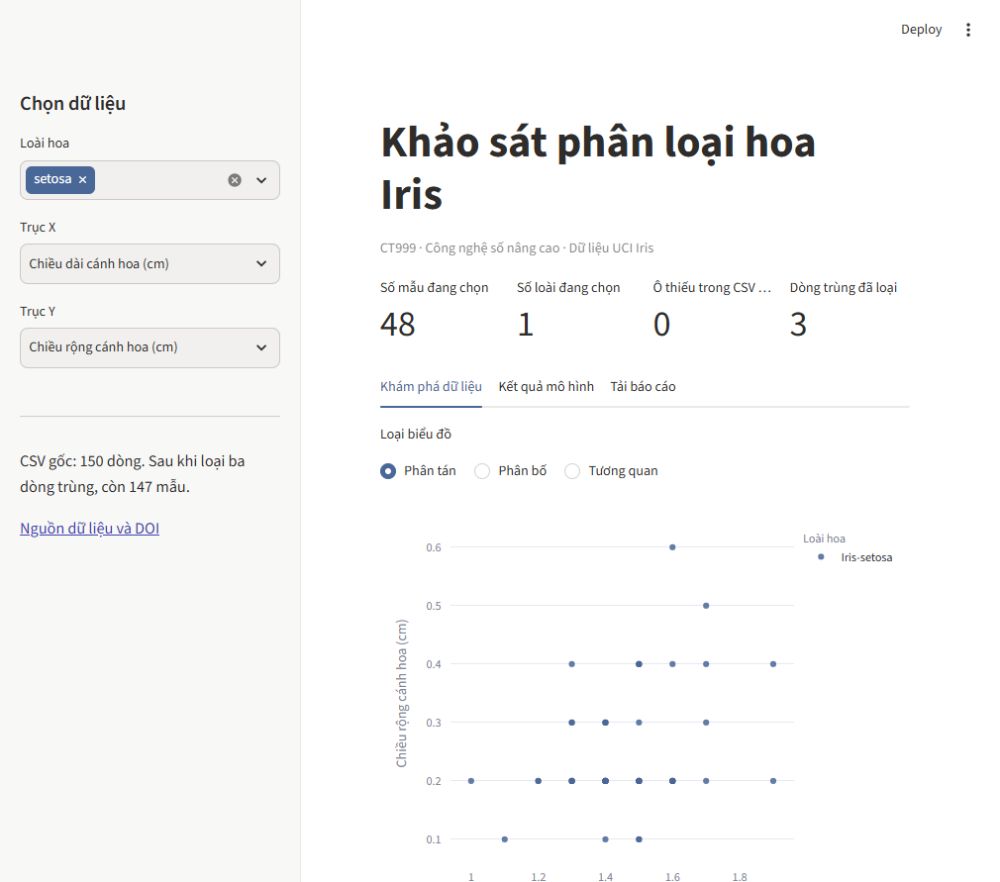 Deploy
Chọn dữ liệu
Loài hoa
setosa
Trục X
Chiều dài cánh hoa (cm)
Trục Y
Chiều rộng cánh hoa (cm)
CSV gốc: 150 dòng. Sau khi loại ba
dòng trùng, còn 147 mẫu.
Nguồn dữ liệu và DOI
Khảo sát phân loại hoa
Iris
CT999 · Công nghệ số nâng cao · Dữ liệu UCI Iris
Số mẫu đang chọn Số loài đang chọn Ô thiếu trong CSV … Dòng trùng đã loại
48 1 0 3
Khám phá dữ liệu Kết quả mô hình Tải báo cáo
Loại biểu đồ
Phân tán Phân bố Tương quan
Loài hoa
Iris-setosa
Chiều rộng cánh hoa (cm)
0.6
0.5
0.4
0.3
0.2
0.1
1 1.2 1.4 1.6 1.8